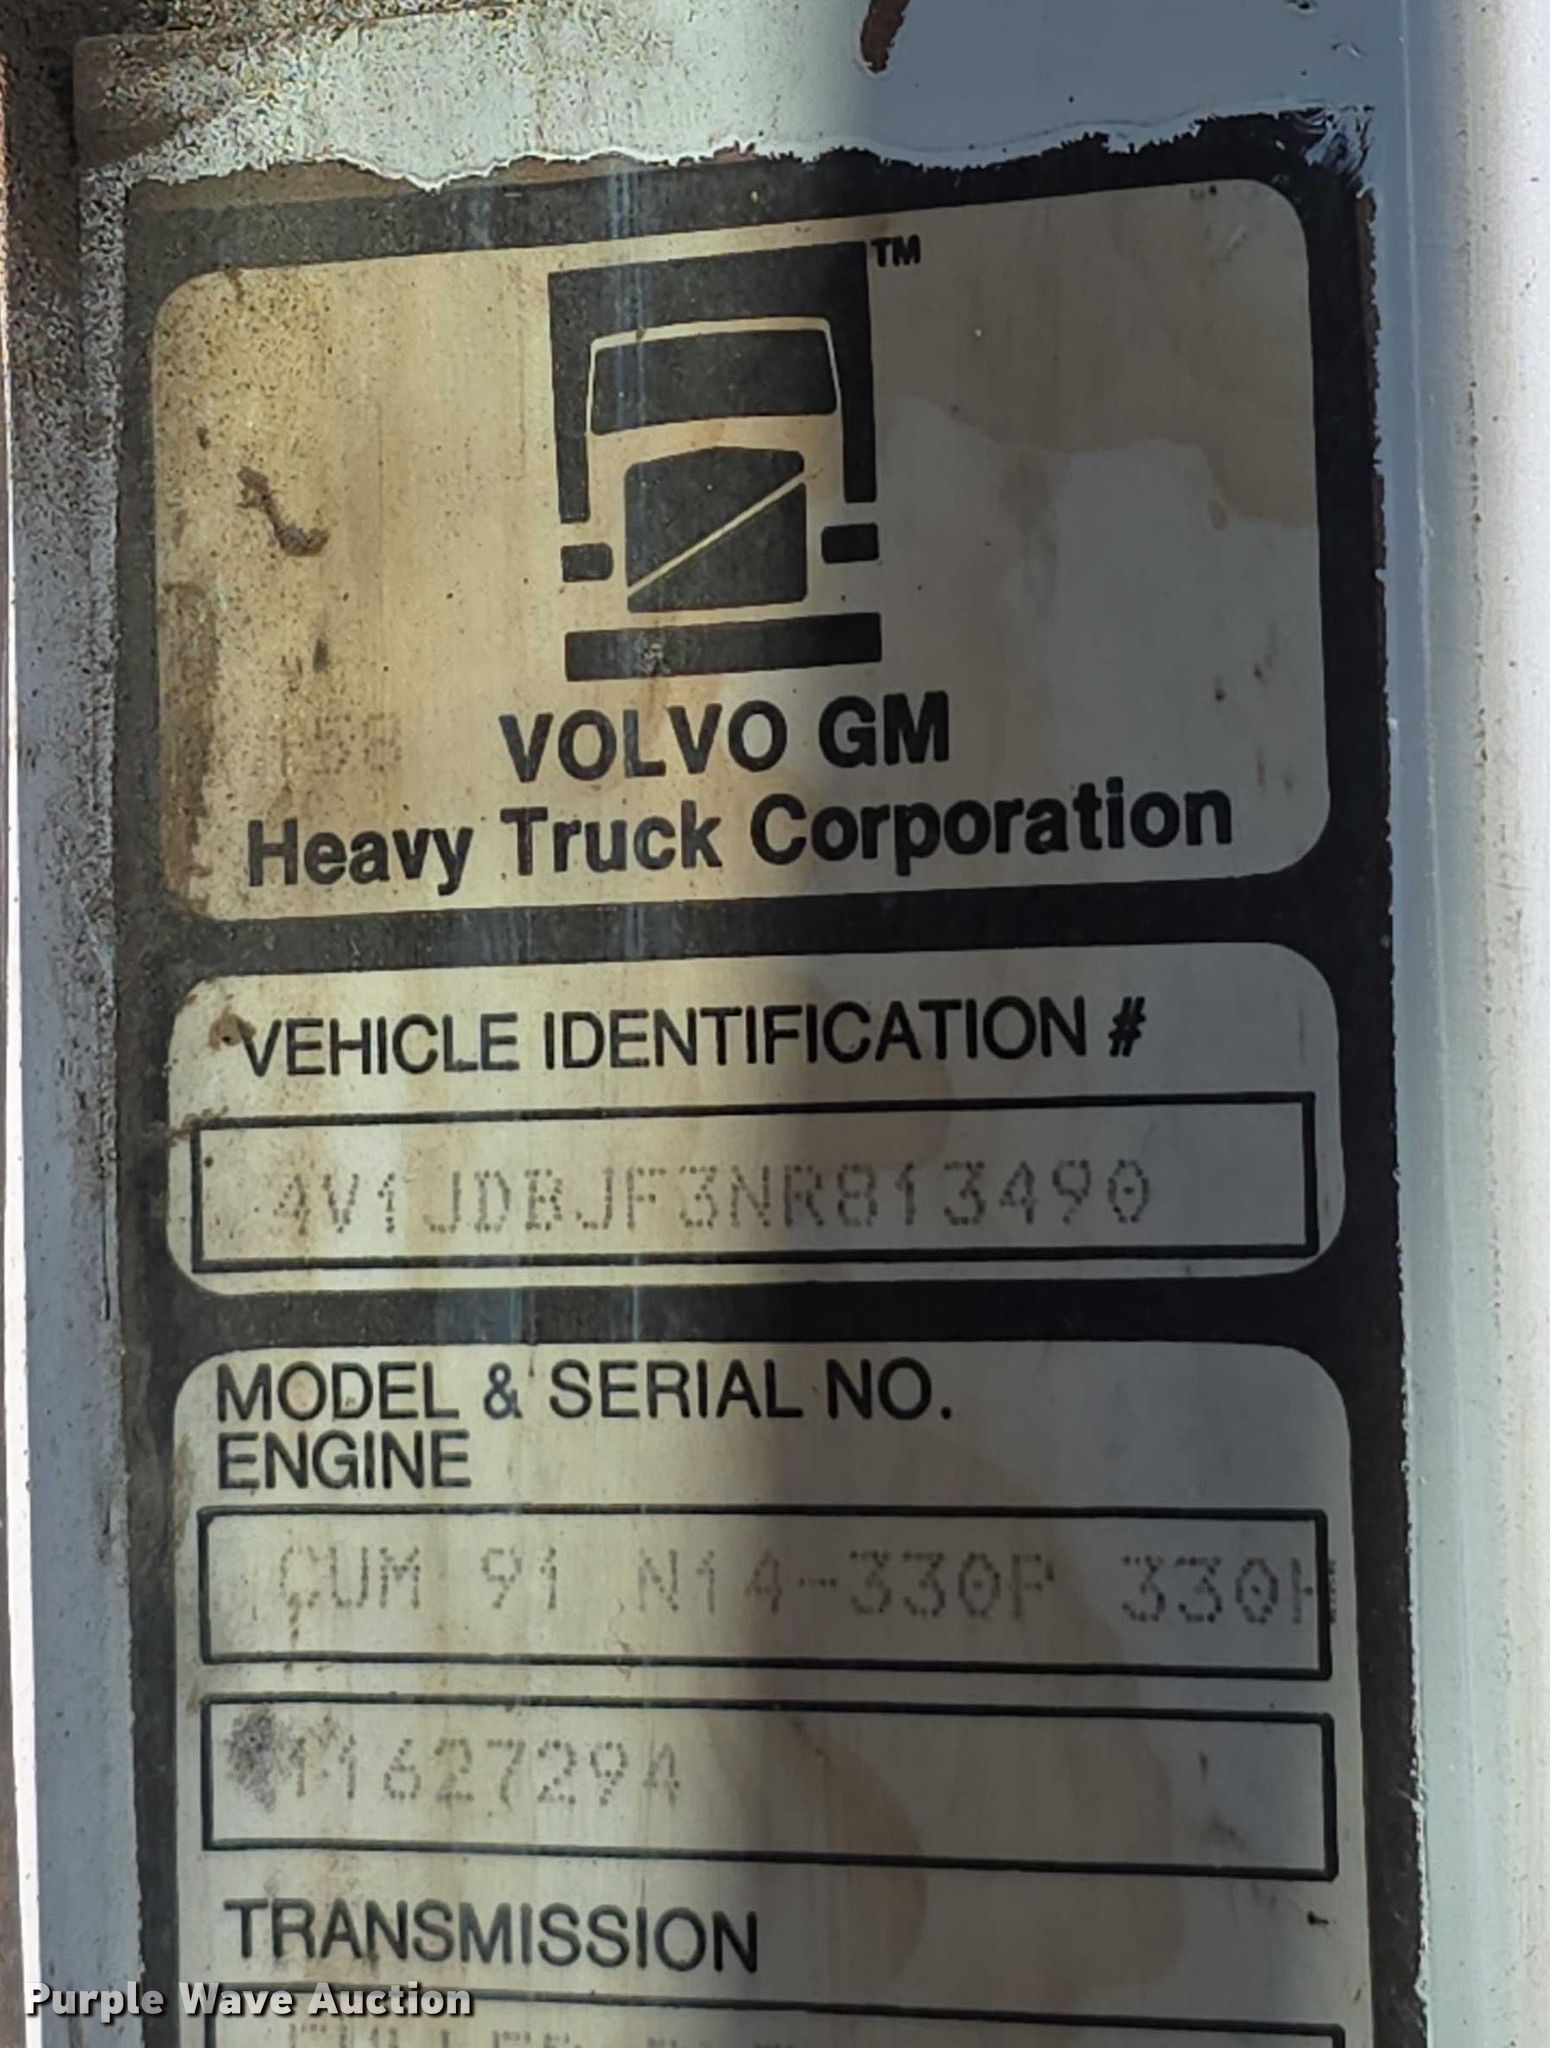 TM
VOLVO GM
Heavy Truck Corporation
VEHICLE IDENTIFICATION #
4V1JDBJF3NR813490
MODEL & SERIAL NO.
ENGINE
CUM 91 N14-330P 330H
11627294
TRANSMISSION
Purple Wave Auction